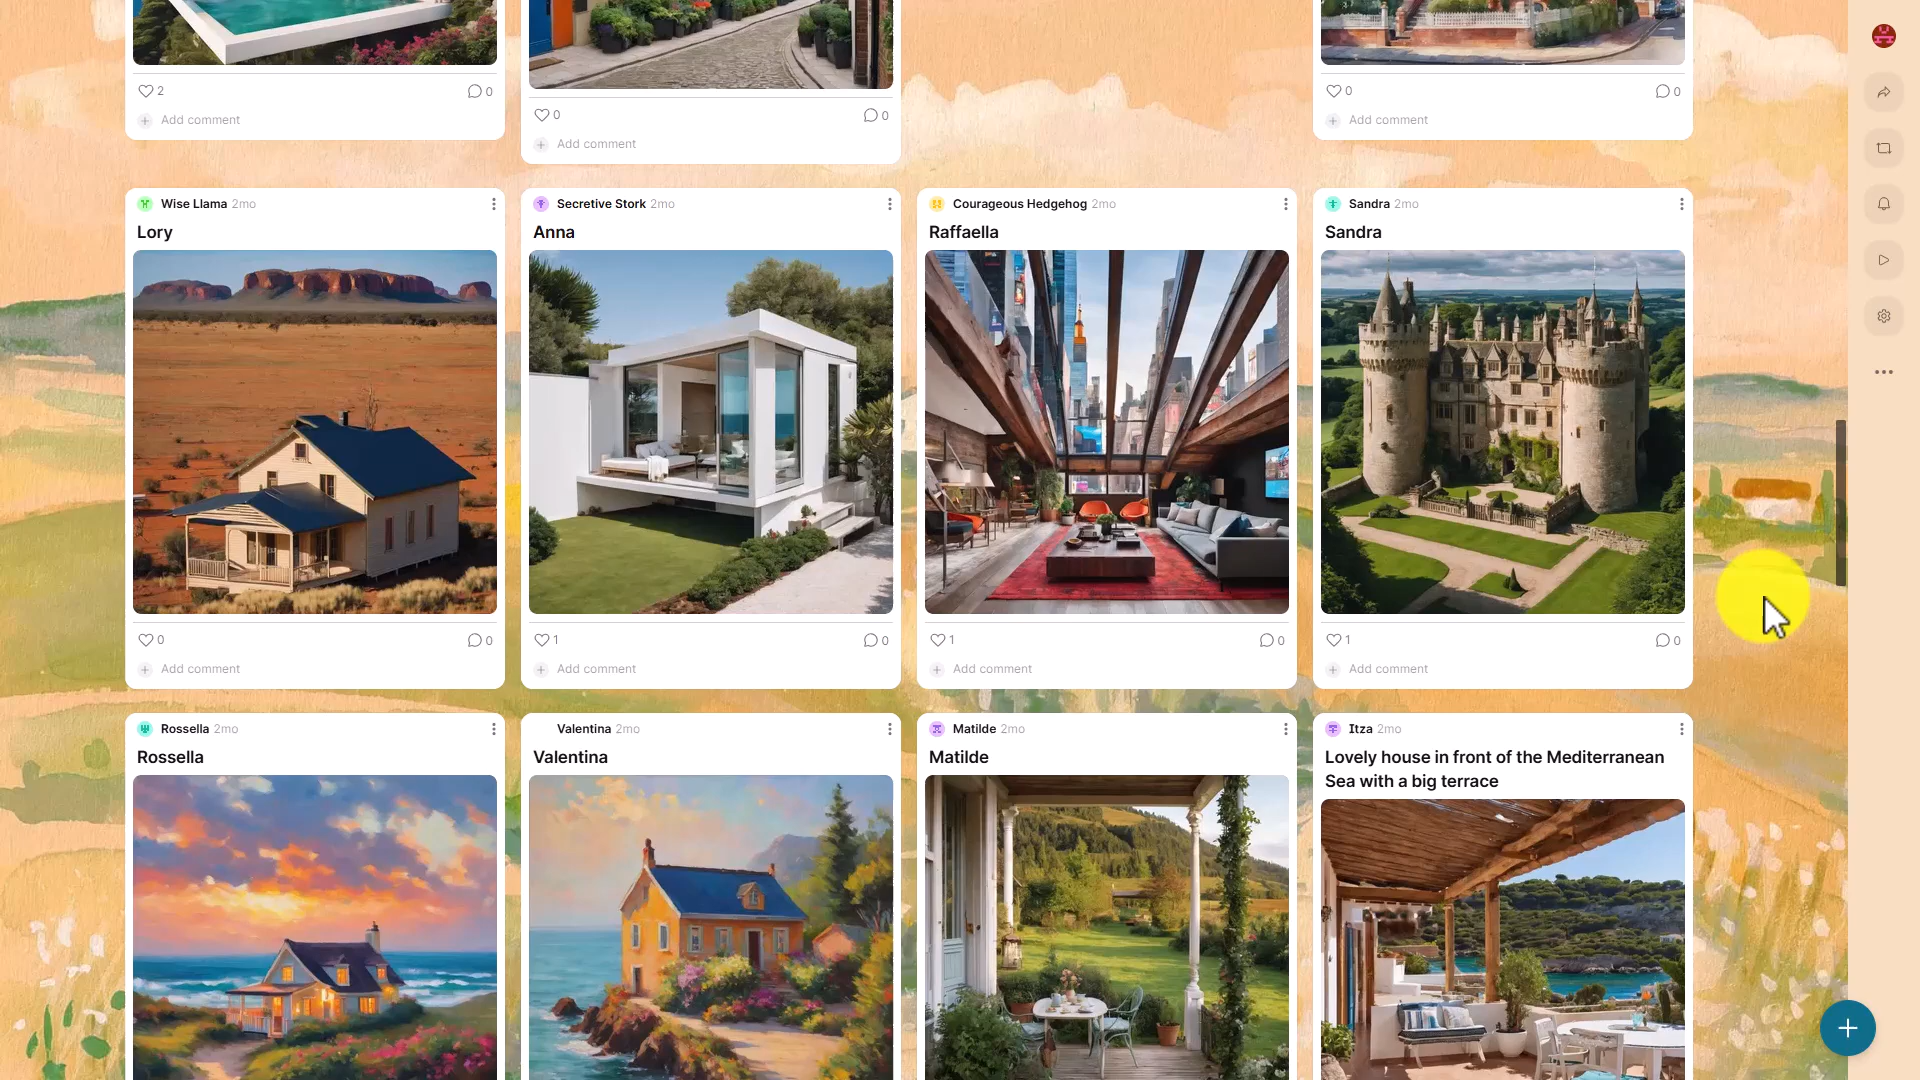 2
0
Add comment
0
0
Add comment
0
0
Add comment
Wise Llama 2mo
Lory
0
0
Add comment
Secretive Stork 2mo
Anna
1
0
Add comment
Courageous Hedgehog 2mo
Raffaella
1
0
Add comment
Sandra 2mo
Sandra
1
0
Add comment
Rossella 2mo
Rossella
Valentina 2mo
Valentina
Matilde 2mo
Matilde
Itza 2mo
Lovely house in front of the Mediterranean
Sea with a big terrace